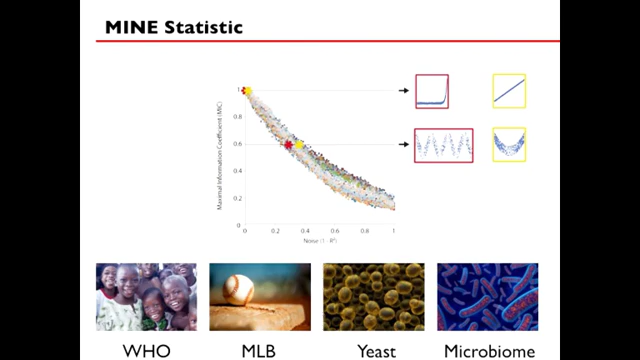 MINE Statistic
Maximal Information Coefficient (MIC)
1
0.8
0.6
0.4
0.2
0
0 0.2 0.4 0.6 0.8 1
Noise (1 - R²)
WHO MLB Yeast Microbiome